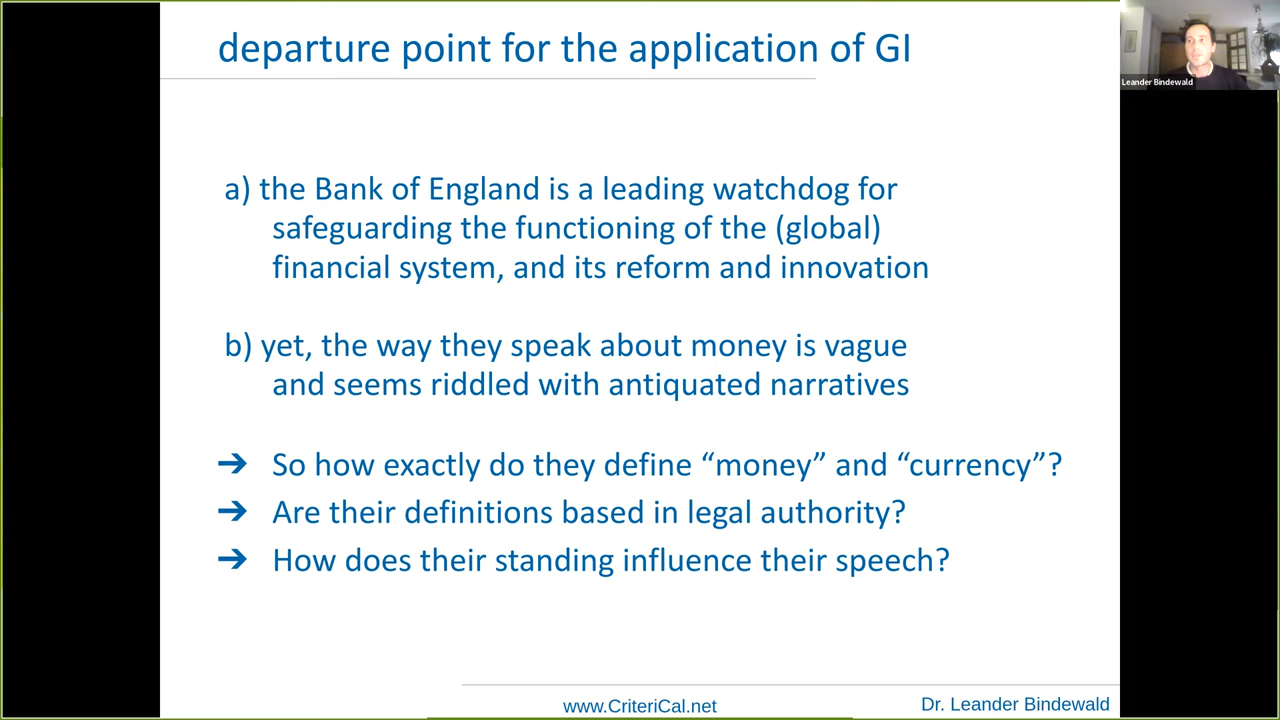 departure point for the application of GI
Leander Bindewald
a) the Bank of England is a leading watchdog for
safeguarding the functioning of the (global)
financial system, and its reform and innovation
b) yet, the way they speak about money is vague
and seems riddled with antiquated narratives
➔ So how exactly do they define “money” and “currency”?
➔ Are their definitions based in legal authority?
➔ How does their standing influence their speech?
www.CriteriCal.net
Dr. Leander Bindewald